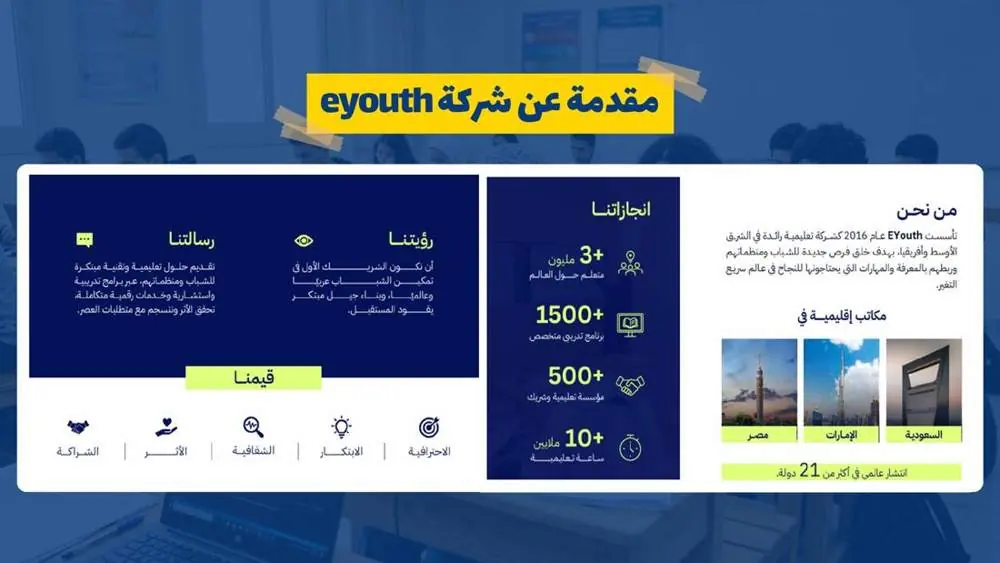 مقدمة عن شركة eyouth
من نحن
تأسست EYouth عام 2016 كشركة تعليمية رائدة في الشرق
الأوسط وأفريقيا، بهدف خلق فرص جديدة للشباب ومنظماتهم
وربطهم بالمعرفة والمهارات التي يحتاجونها للنجاح في عالم سريع
التغير.
مكاتب إقليمية في
السعودية
الإمارات
مصر
انتشار عالمي في أكثر من 21 دولة.
انجازاتنا
+3 مليون
متعلم حول العالم
1500+
برنامج تدريبي متخصص
500+
مؤسسة تعليمية وشريك
+10 ملايين
ساعة تعليمية
رؤيتنا
أن نكون الشريك الأول في
تمكين الشباب عربيًا
وعالميًا، وبناء جيل مبتكر
يقود المستقبل.
رسالتنا
تقديم حلول تعليمية وتقنية مبتكرة
للشباب ومنظماتهم، عبر برامج تدريبية
واستشارية وخدمات رقمية متكاملة،
تحقق الأثر وتنسجم مع متطلبات العصر.
قيمنا
الاحترافية
الابتكار
الشفافية
الأثر
الشراكة